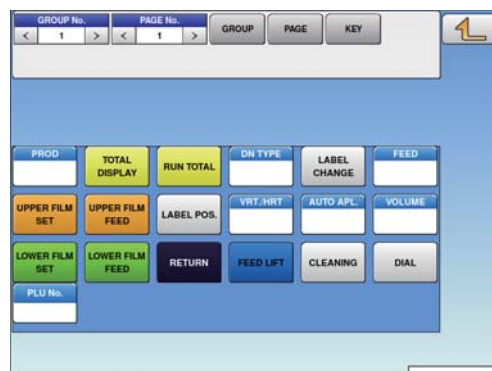 GROUP No. PAGE No.
< 1 > < 1 > GROUP PAGE KEY
PROD TOTAL DISPLAY RUN TOTAL DN TYPE LABEL CHANGE FEED
UPPER FILM SET UPPER FILM FEED LABEL POS. VRT./HRT AUTO APL. VOLUME
LOWER FILM SET LOWER FILM FEED RETURN FEED LIFT CLEANING DIAL
PLU No.